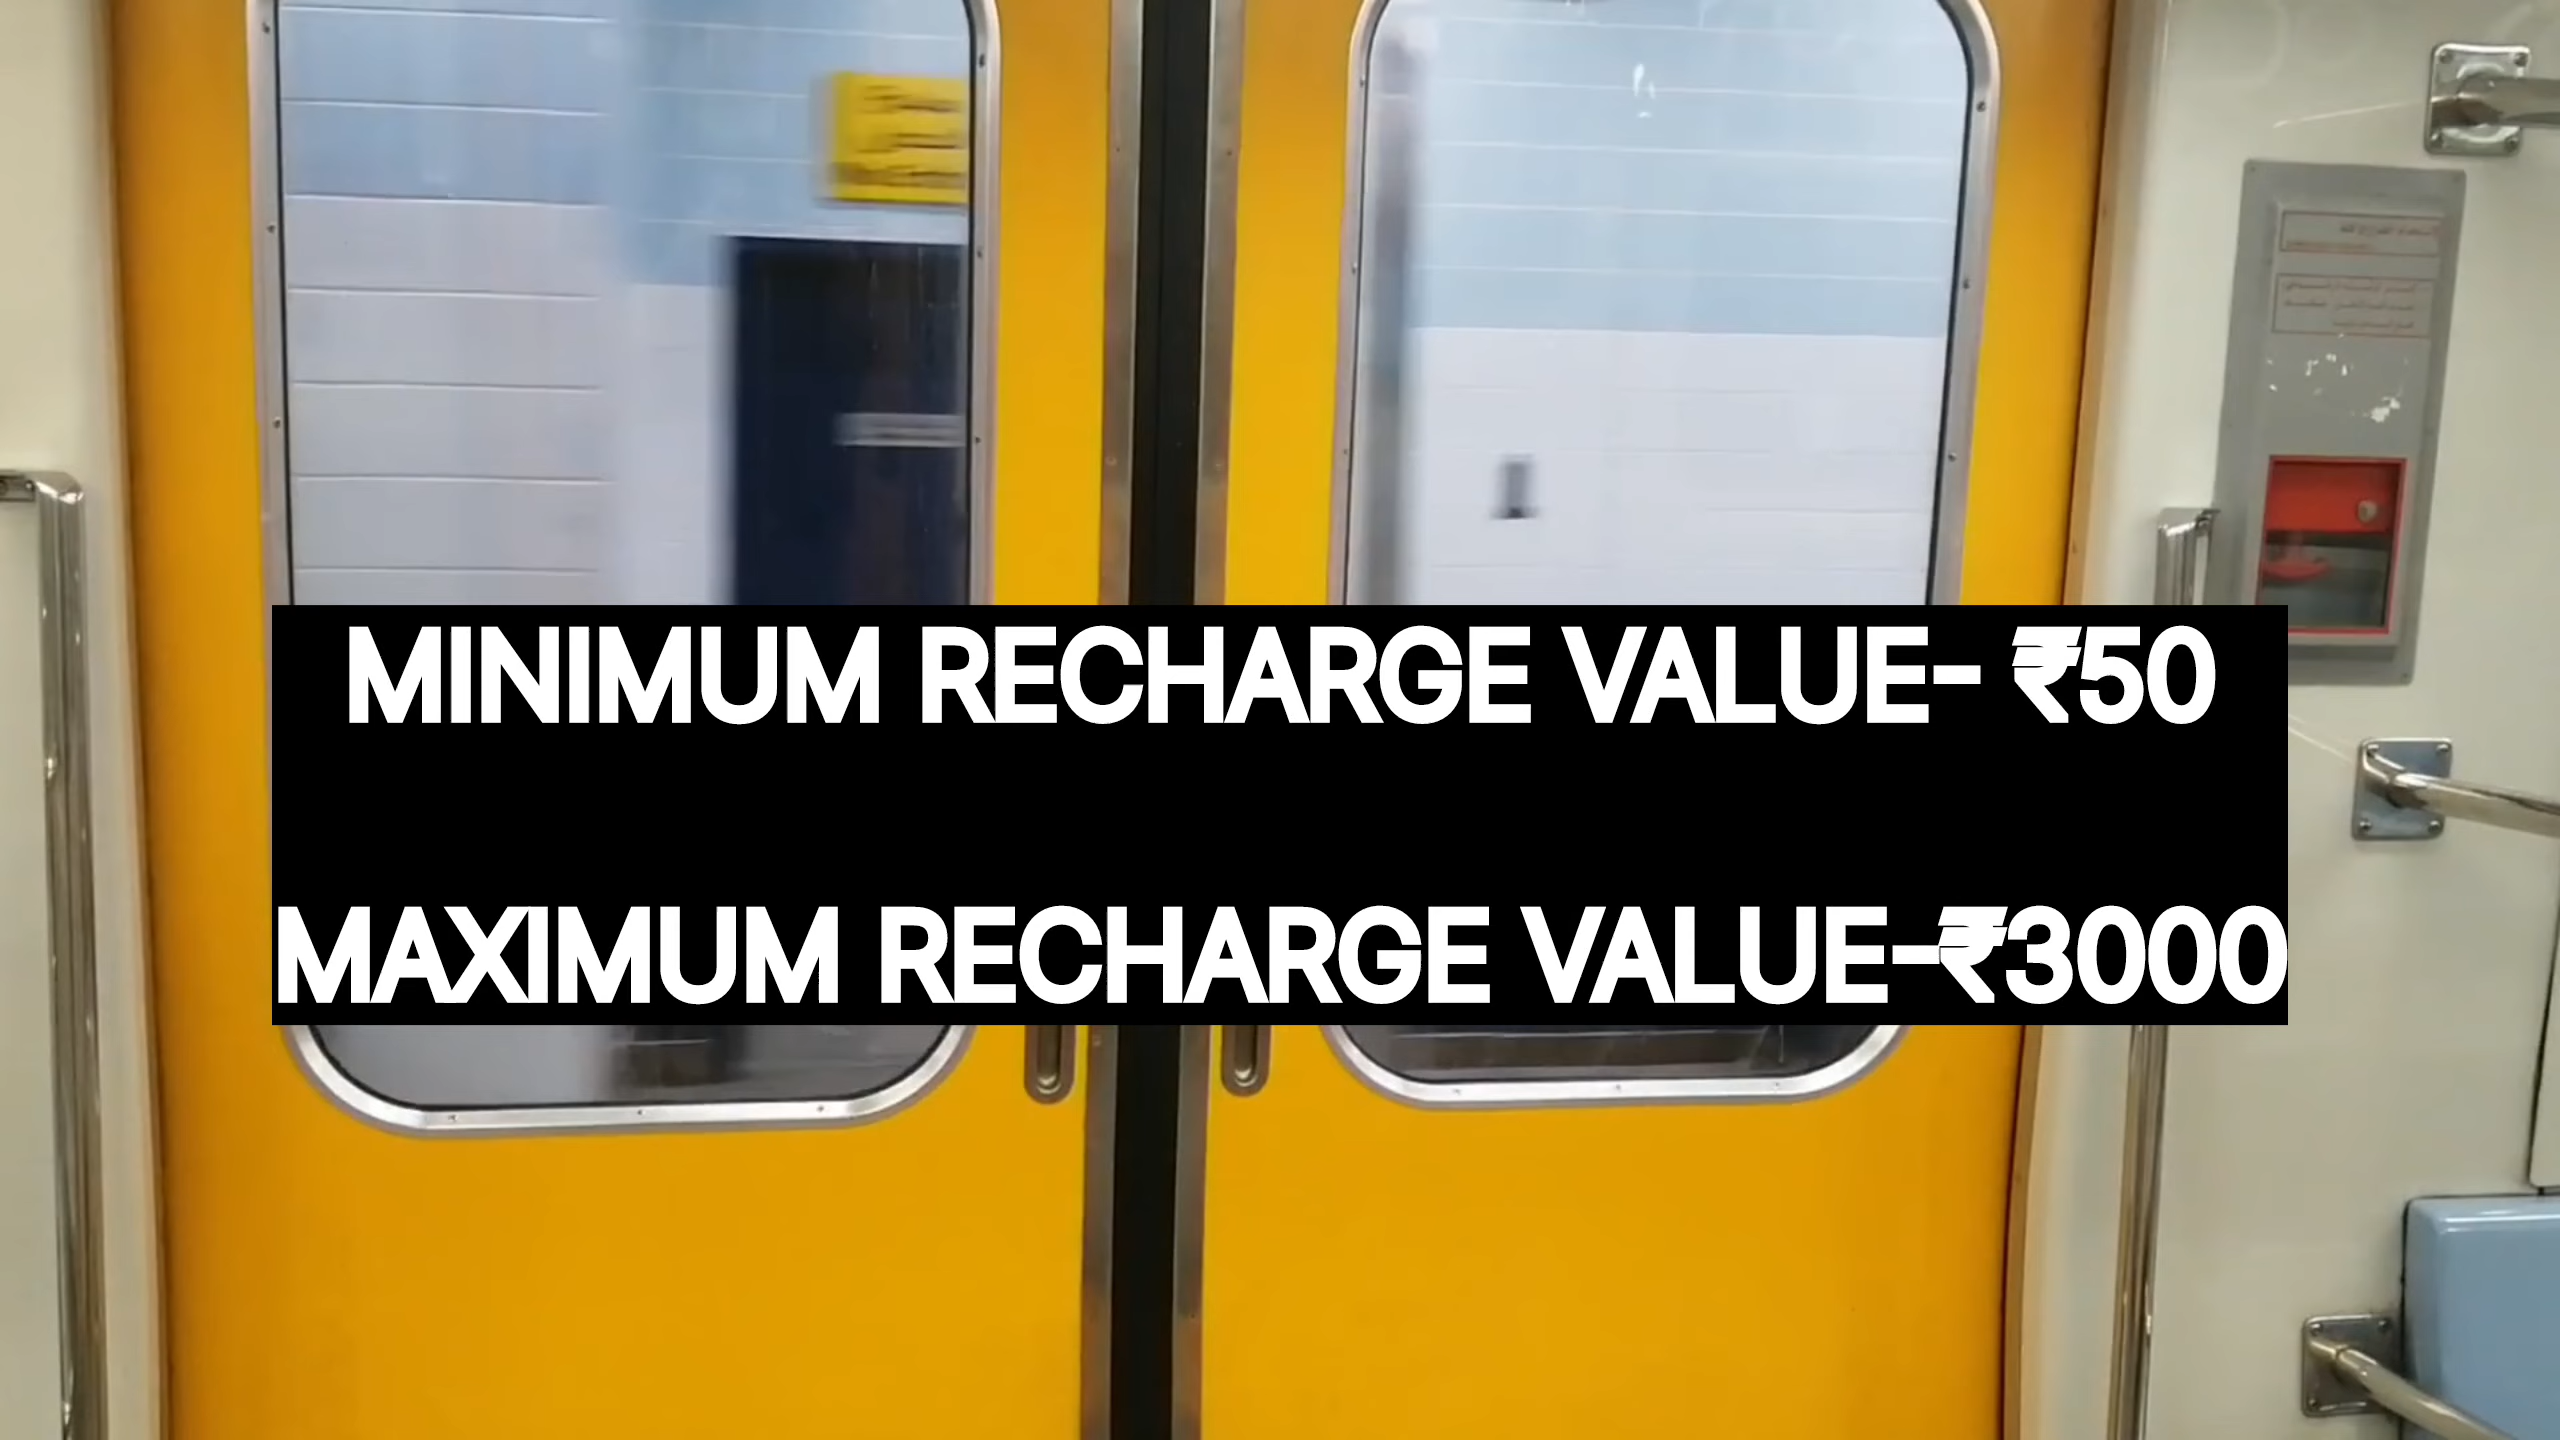 MINIMUM RECHARGE VALUE- ₹50
MAXIMUM RECHARGE VALUE-₹3000